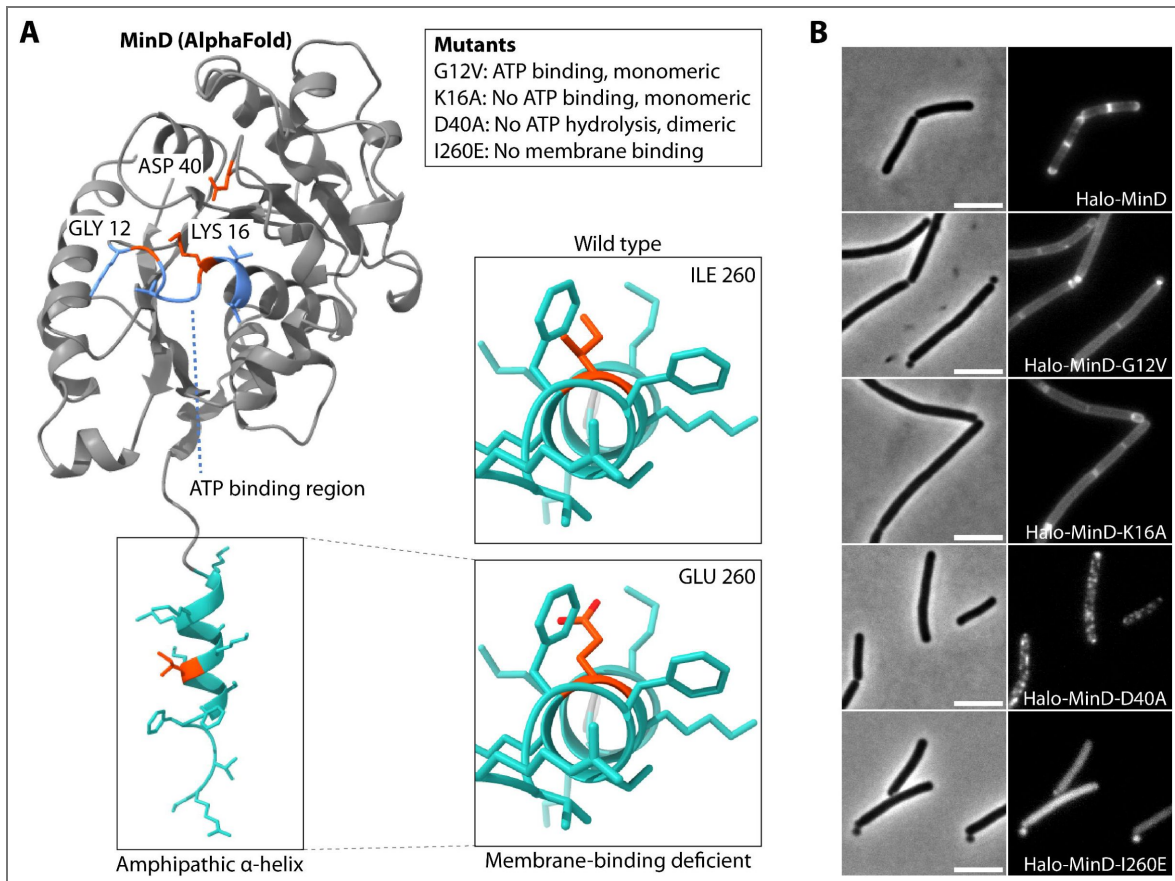 A
MinD (AlphaFold)
ASP 40
GLY 12
LYS 16
ATP binding region
Amphipathic α-helix
Mutants
G12V: ATP binding, monomeric
K16A: No ATP binding, monomeric
D40A: No ATP hydrolysis, dimeric
I260E: No membrane binding
Wild type
ILE 260
GLU 260
Membrane-binding deficient
B
Halo-MinD
Halo-MinD-G12V
Halo-MinD-K16A
Halo-MinD-D40A
Halo-MinD-I260E